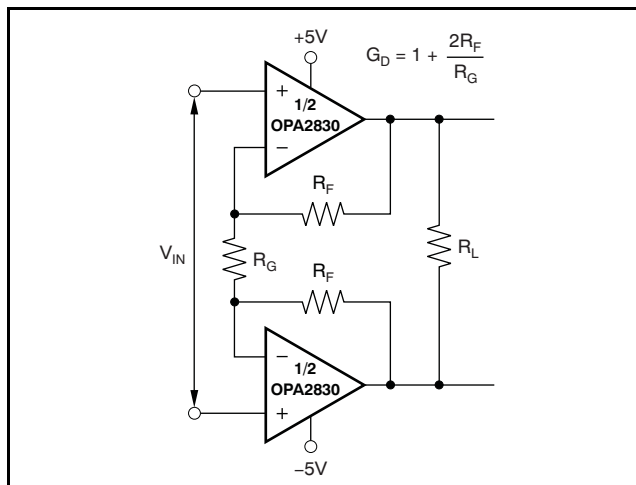 +5V
G_D = 1 + 2R_F / R_G
+
1/2
OPA2830
−
R_F
V_IN
R_G
R_F
R_L
−
1/2
OPA2830
+
−5V